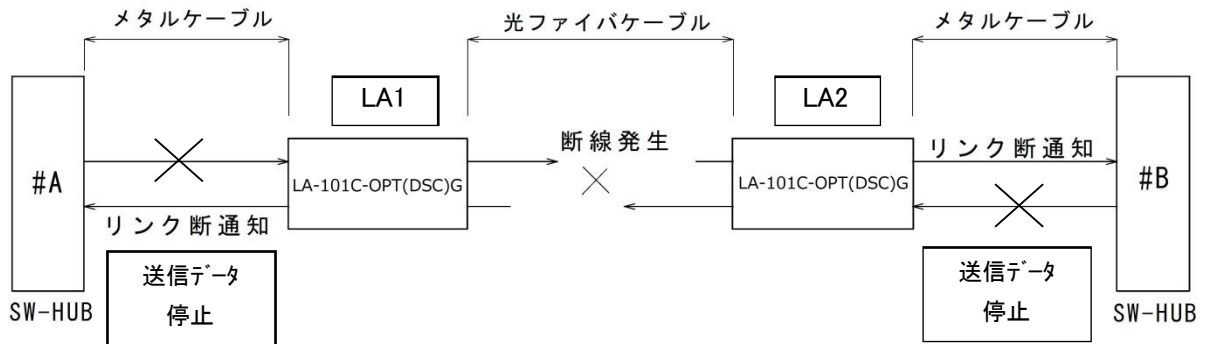 メタルケーブル
光ファイバケーブル
メタルケーブル
LA1
LA2
断線発生
リンク断通知
#A
LA-101C-OPT(DSC)G
LA-101C-OPT(DSC)G
#B
リンク断通知
送信ﾃﾞｰﾀ
停止
送信ﾃﾞｰﾀ
停止
SW-HUB
SW-HUB